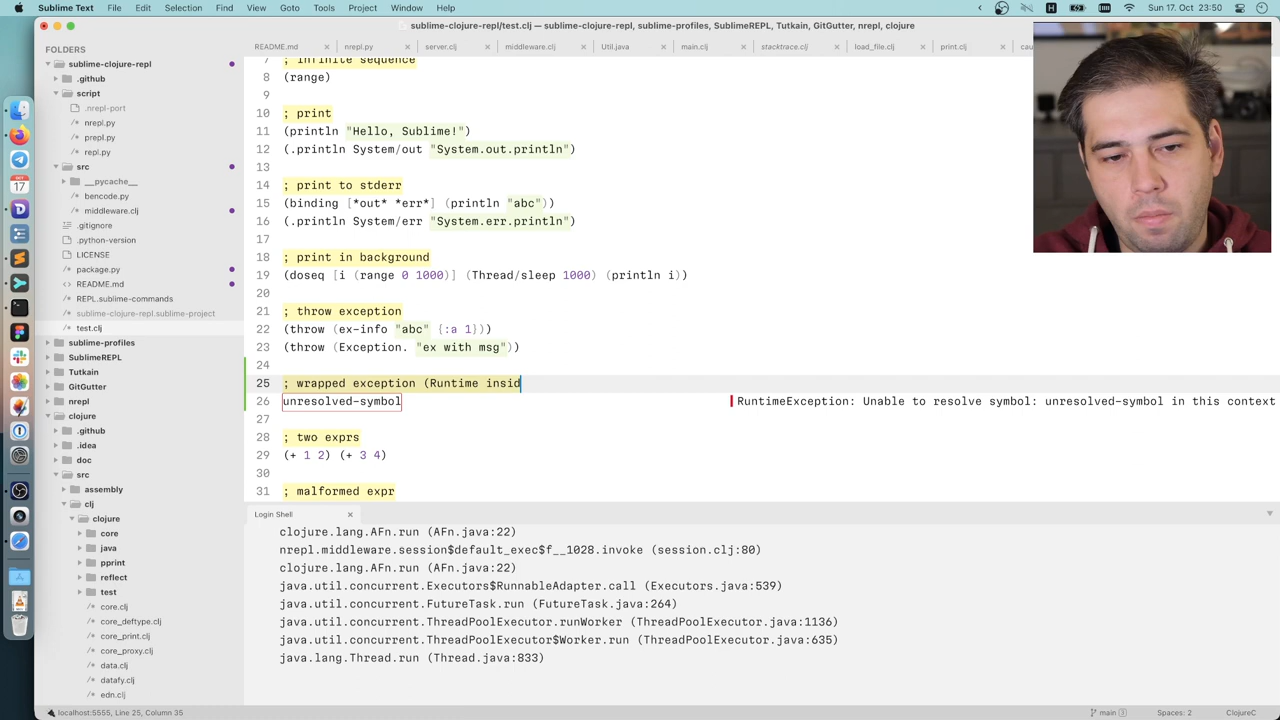 Sublime Text File Edit Selection Find View Goto Tools Project Window Help Sun 17. Oct 23:50
sublime-clojure-repl/test.clj — sublime-clojure-repl, sublime-profiles, SublimeREPL, Tutkain, GitGutter, nrepl, clojure
FOLDERS
sublime-clojure-repl
.github
script
.nrepl-port
nrepl.py
prepl.py
repl.py
src
__pycache__
bencode.py
middleware.clj
.gitignore
.python-version
LICENSE
package.py
README.md
REPL.sublime-commands
sublime-clojure-repl.sublime-project
test.clj
sublime-profiles
SublimeREPL
Tutkain
GitGutter
nrepl
clojure
.github
.idea
doc
src
assembly
clj
clojure
core
java
pprint
reflect
test
core.clj
core_deftype.clj
core_print.clj
core_proxy.clj
data.clj
datafy.clj
edn.clj
README.md nrepl.py server.clj middleware.clj Util.java main.clj stacktrace.clj load_file.clj print.clj cau
7 ; infinite sequence
8 (range)
9
10 ; print
11 (println "Hello, Sublime!")
12 (.println System/out "System.out.println")
13
14 ; print to stderr
15 (binding [*out* *err*] (println "abc"))
16 (.println System/err "System.err.println")
17
18 ; print in background
19 (doseq [i (range 0 1000)] (Thread/sleep 1000) (println i))
20
21 ; throw exception
22 (throw (ex-info "abc" {:a 1}))
23 (throw (Exception. "ex with msg"))
24
25 ; wrapped exception (Runtime insid
26 unresolved-symbol RuntimeException: Unable to resolve symbol: unresolved-symbol in this context
27
28 ; two exprs
29 (+ 1 2) (+ 3 4)
30
31 ; malformed expr
Login Shell
clojure.lang.AFn.run (AFn.java:22)
nrepl.middleware.session$default_exec$f__1028.invoke (session.clj:80)
clojure.lang.AFn.run (AFn.java:22)
java.util.concurrent.Executors$RunnableAdapter.call (Executors.java:539)
java.util.concurrent.FutureTask.run (FutureTask.java:264)
java.util.concurrent.ThreadPoolExecutor.runWorker (ThreadPoolExecutor.java:1136)
java.util.concurrent.ThreadPoolExecutor$Worker.run (ThreadPoolExecutor.java:635)
java.lang.Thread.run (Thread.java:833)
localhost:5555, Line 25, Column 35 main 3 Spaces: 2 ClojureC